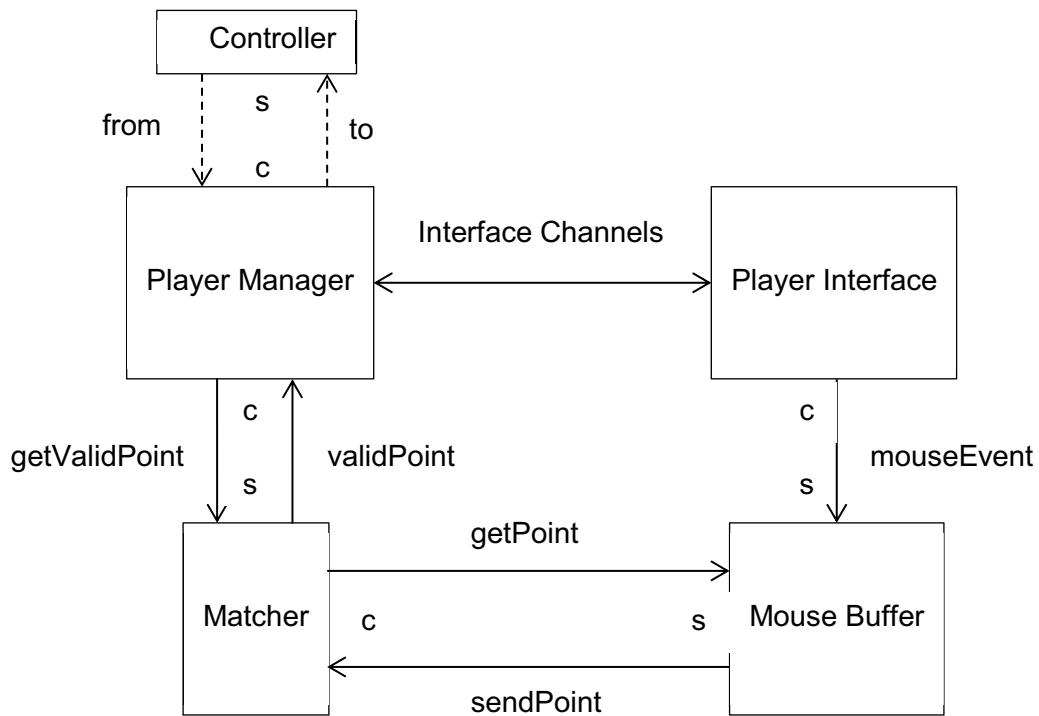 Controller
s
from
to
c
Interface Channels
Player Manager
Player Interface
c
c
getValidPoint
validPoint
mouseEvent
s
s
getPoint
Matcher
c
s
Mouse Buffer
sendPoint